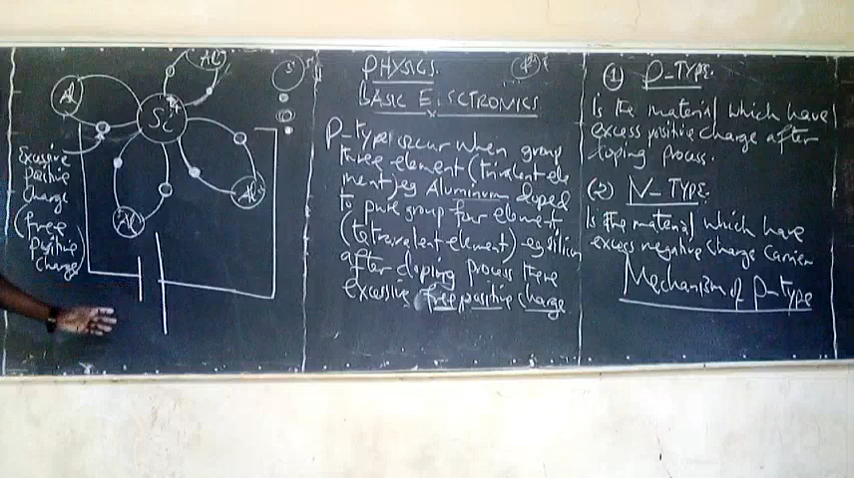 Al
Al
Si
Al
Al
Excessive
positive
charge
(free
positive
charge)
PHYSICS.
BASIC ELECTRONICS
P-type occur when group
three element (trivalent ele
ment) eg Aluminum doped
to pure group four element
(tetravalent element) eg silicon
after doping process there
excessive free positive charge
(1) P-TYPE.
Is the material which have
excess positive charge after
doping process.
(2) N-TYPE.
Is the material which have
excess negative charge carrier
Mechanism of P-type